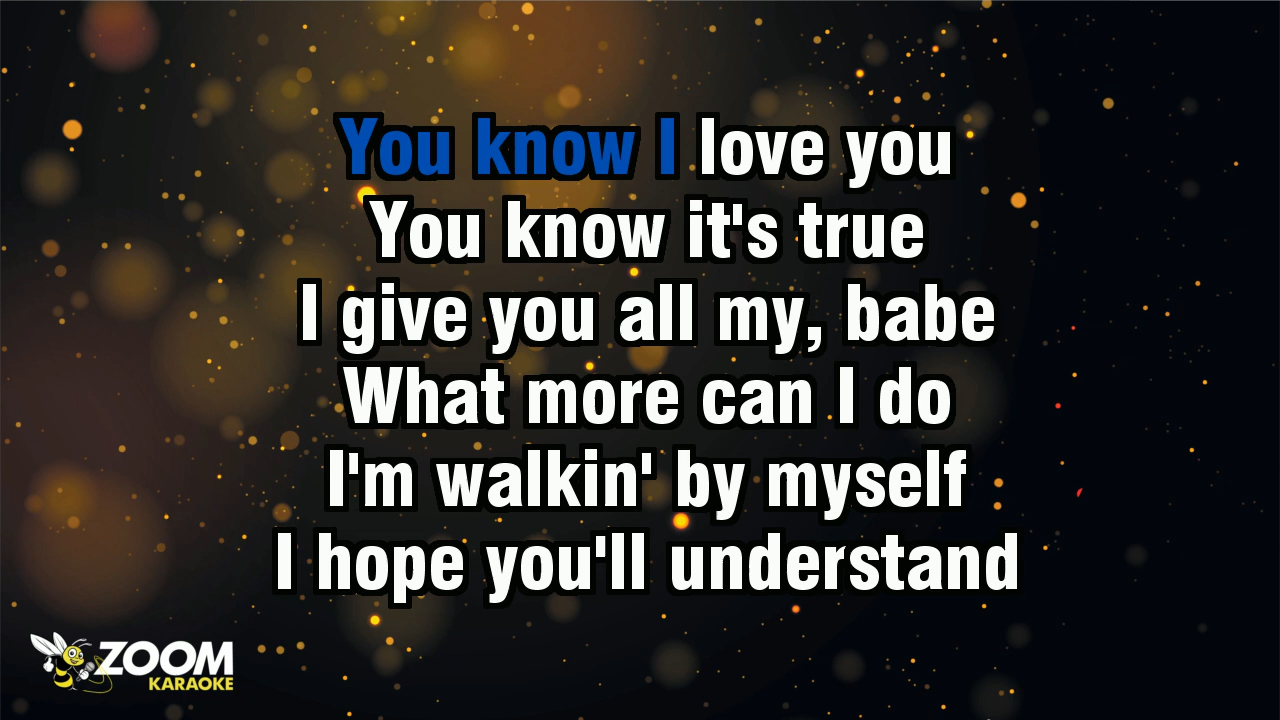 You know I love you
You know it's true
I give you all my, babe
What more can I do
I'm walkin' by myself
I hope you'll understand
ZOOM
KARAOKE